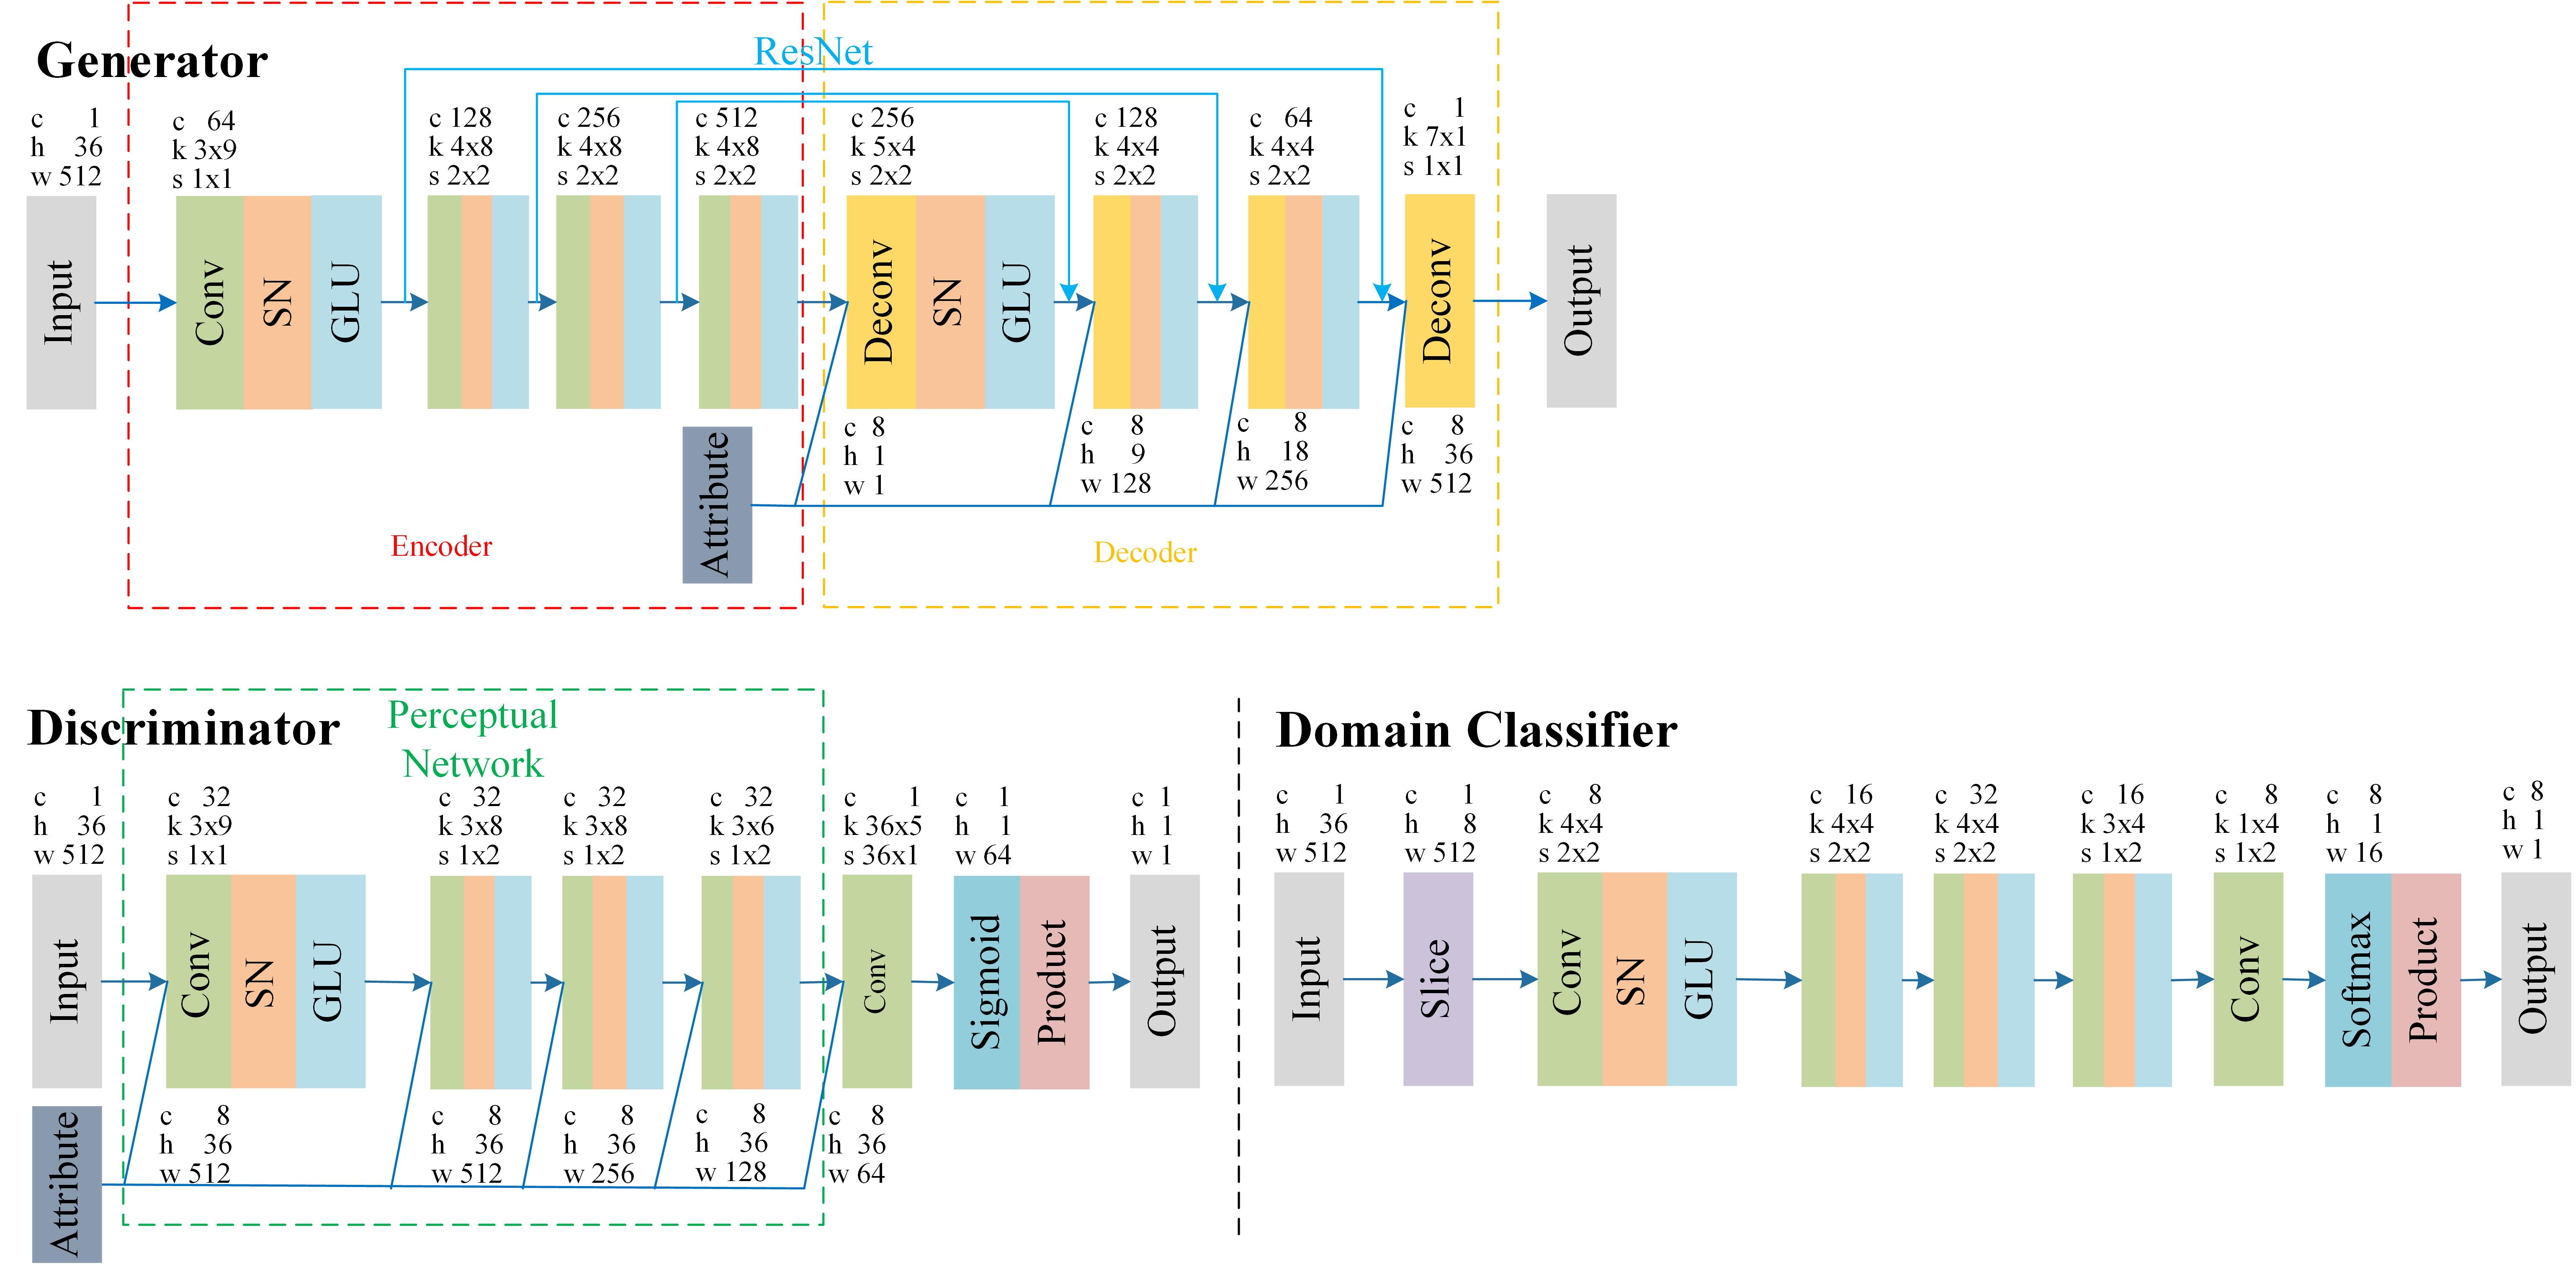 Generator
ResNet
c 1
h 36
w 512
c 64
k 3x9
s 1x1
c 128
k 4x8
s 2x2
c 256
k 4x8
s 2x2
c 512
k 4x8
s 2x2
c 256
k 5x4
s 2x2
c 128
k 4x4
s 2x2
c 64
k 4x4
s 2x2
c 1
k 7x1
s 1x1
Input
Conv
SN
GLU
Deconv
SN
GLU
Deconv
Output
c 8
h 1
w 1
c 8
h 9
w 128
c 8
h 18
w 256
c 8
h 36
w 512
Attribute
Encoder
Decoder
Discriminator
Perceptual
Network
c 1
h 36
w 512
c 32
k 3x9
s 1x1
c 32
k 3x8
s 1x2
c 32
k 3x8
s 1x2
c 32
k 3x6
s 1x2
c 1
k 36x5
s 36x1
c 1
h 1
w 64
c 1
h 1
w 1
Input
Conv
SN
GLU
Conv
Sigmoid
Product
Output
Attribute
c 8
h 36
w 512
c 8
h 36
w 512
c 8
h 36
w 256
c 8
h 36
w 128
c 8
h 36
w 64
Domain Classifier
c 1
h 36
w 512
c 1
h 8
w 512
c 8
k 4x4
s 2x2
c 16
k 4x4
s 2x2
c 32
k 4x4
s 2x2
c 16
k 3x4
s 1x2
c 8
k 1x4
s 1x2
c 8
h 1
w 16
c 8
h 1
w 1
Input
Slice
Conv
SN
GLU
Conv
Softmax
Product
Output